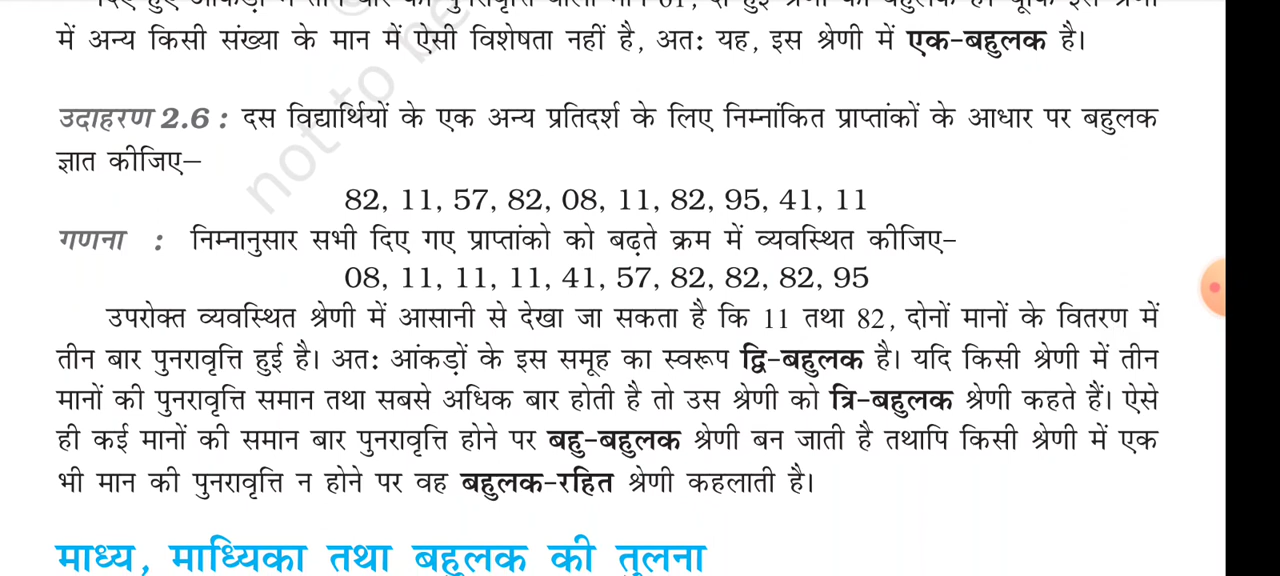 में अन्य किसी संख्या के मान में ऐसी विशेषता नहीं है, अतः यह, इस श्रेणी में एक-बहुलक है।
उदाहरण 2.6 : दस विद्यार्थियों के एक अन्य प्रतिदर्श के लिए निम्नांकित प्राप्तांकों के आधार पर बहुलक
ज्ञात कीजिए–
82, 11, 57, 82, 08, 11, 82, 95, 41, 11
गणना : निम्नानुसार सभी दिए गए प्राप्तांको को बढ़ते क्रम में व्यवस्थित कीजिए–
08, 11, 11, 11, 41, 57, 82, 82, 82, 95
उपरोक्त व्यवस्थित श्रेणी में आसानी से देखा जा सकता है कि 11 तथा 82, दोनों मानों के वितरण में
तीन बार पुनरावृत्ति हुई है। अतः आंकड़ों के इस समूह का स्वरूप द्वि-बहुलक है। यदि किसी श्रेणी में तीन
मानों की पुनरावृत्ति समान तथा सबसे अधिक बार होती है तो उस श्रेणी को त्रि-बहुलक श्रेणी कहते हैं। ऐसे
ही कई मानों की समान बार पुनरावृत्ति होने पर बहु-बहुलक श्रेणी बन जाती है तथापि किसी श्रेणी में एक
भी मान की पुनरावृत्ति न होने पर वह बहुलक-रहित श्रेणी कहलाती है।
माध्य, माध्यिका तथा बहुलक की तुलना
not to